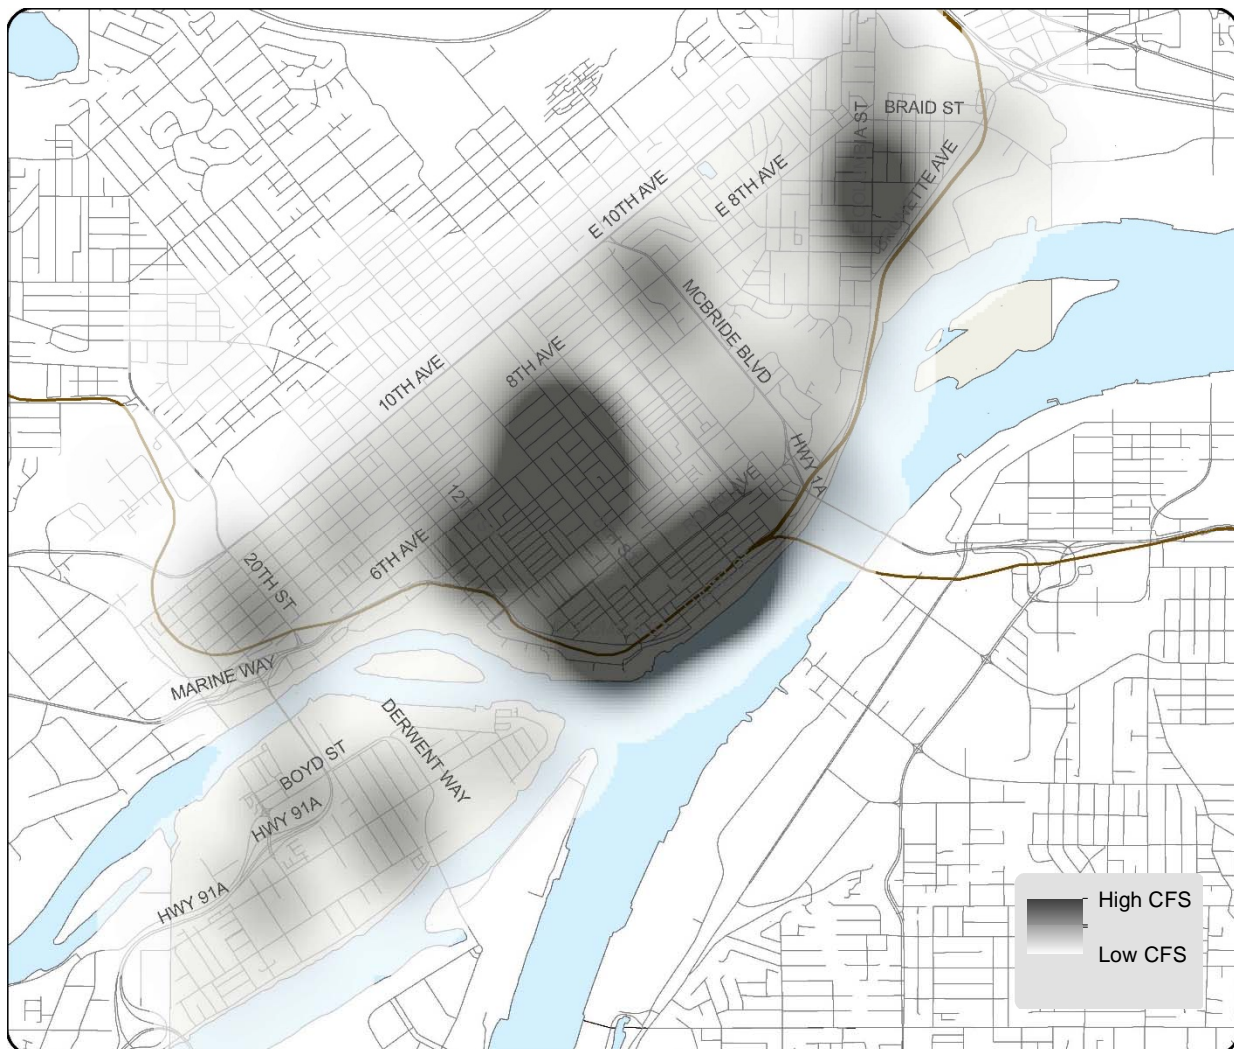 BRAID ST
E 8TH AVE
E 10TH AVE
MCBRIDE BLVD
8TH AVE
10TH AVE
HWY 1A
AVE
6TH AVE
20TH ST
MARINE WAY
DERWENT WAY
BOYD ST
HWY 91A
HWY 91A
High CFS
Low CFS